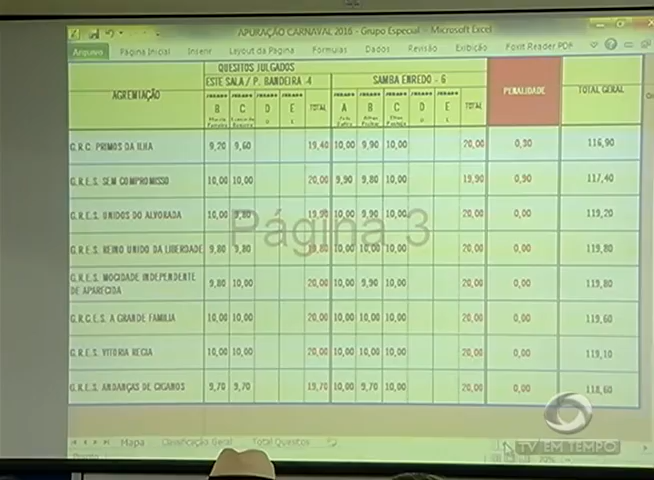 APURAÇÃO CARNAVAL 2016 - Grupo Especial - Microsoft Excel
Arquivo Página Inicial Inserir Layout da Página Fórmulas Dados Revisão Exibição Foxit Reader PDF
QUESITOS JULGADOS
AGREMIAÇÃO ESTE SALA / P. BANDEIRA -4 SAMBA ENREDO - 6 PENALIDADE TOTAL GERAL
B C D E TOTAL A B C D E TOTAL
G.R.C. PRIMOS DA ILHA 9,20 9,60 19,40 10,00 9,90 10,00 20,00 0,30 116,90
G.R.E.S. SEM COMPROMISSO 10,00 10,00 20,00 9,90 9,80 10,00 19,90 0,90 117,40
G.R.E.S. UNIDOS DO ALVORADA 10,00 9,80 19,90 10,00 9,90 10,00 20,00 0,00 119,20
G.R.E.S. REINO UNIDO DA LIBERDADE 9,80 9,80 19,80 10,00 10,00 10,00 20,00 0,00 119,80
G.R.E.S. MOCIDADE INDEPENDENTE DE APARECIDA 9,80 10,00 20,00 10,00 9,90 10,00 20,00 0,00 119,80
G.R.C.E.S. A GRANDE FAMILIA 10,00 10,00 20,00 10,00 10,00 10,00 20,00 0,00 119,60
G.R.E.S. VITORIA REGIA 10,00 10,00 20,00 10,00 10,00 10,00 20,00 0,00 119,10
G.R.E.S. ANDANÇAS DE CIGANOS 9,70 9,70 19,70 10,00 9,70 10,00 20,00 0,00 118,60
Página 3
Mapa Classificação Geral Total Quesitos
Pronto 70%
TV EM TEMPO